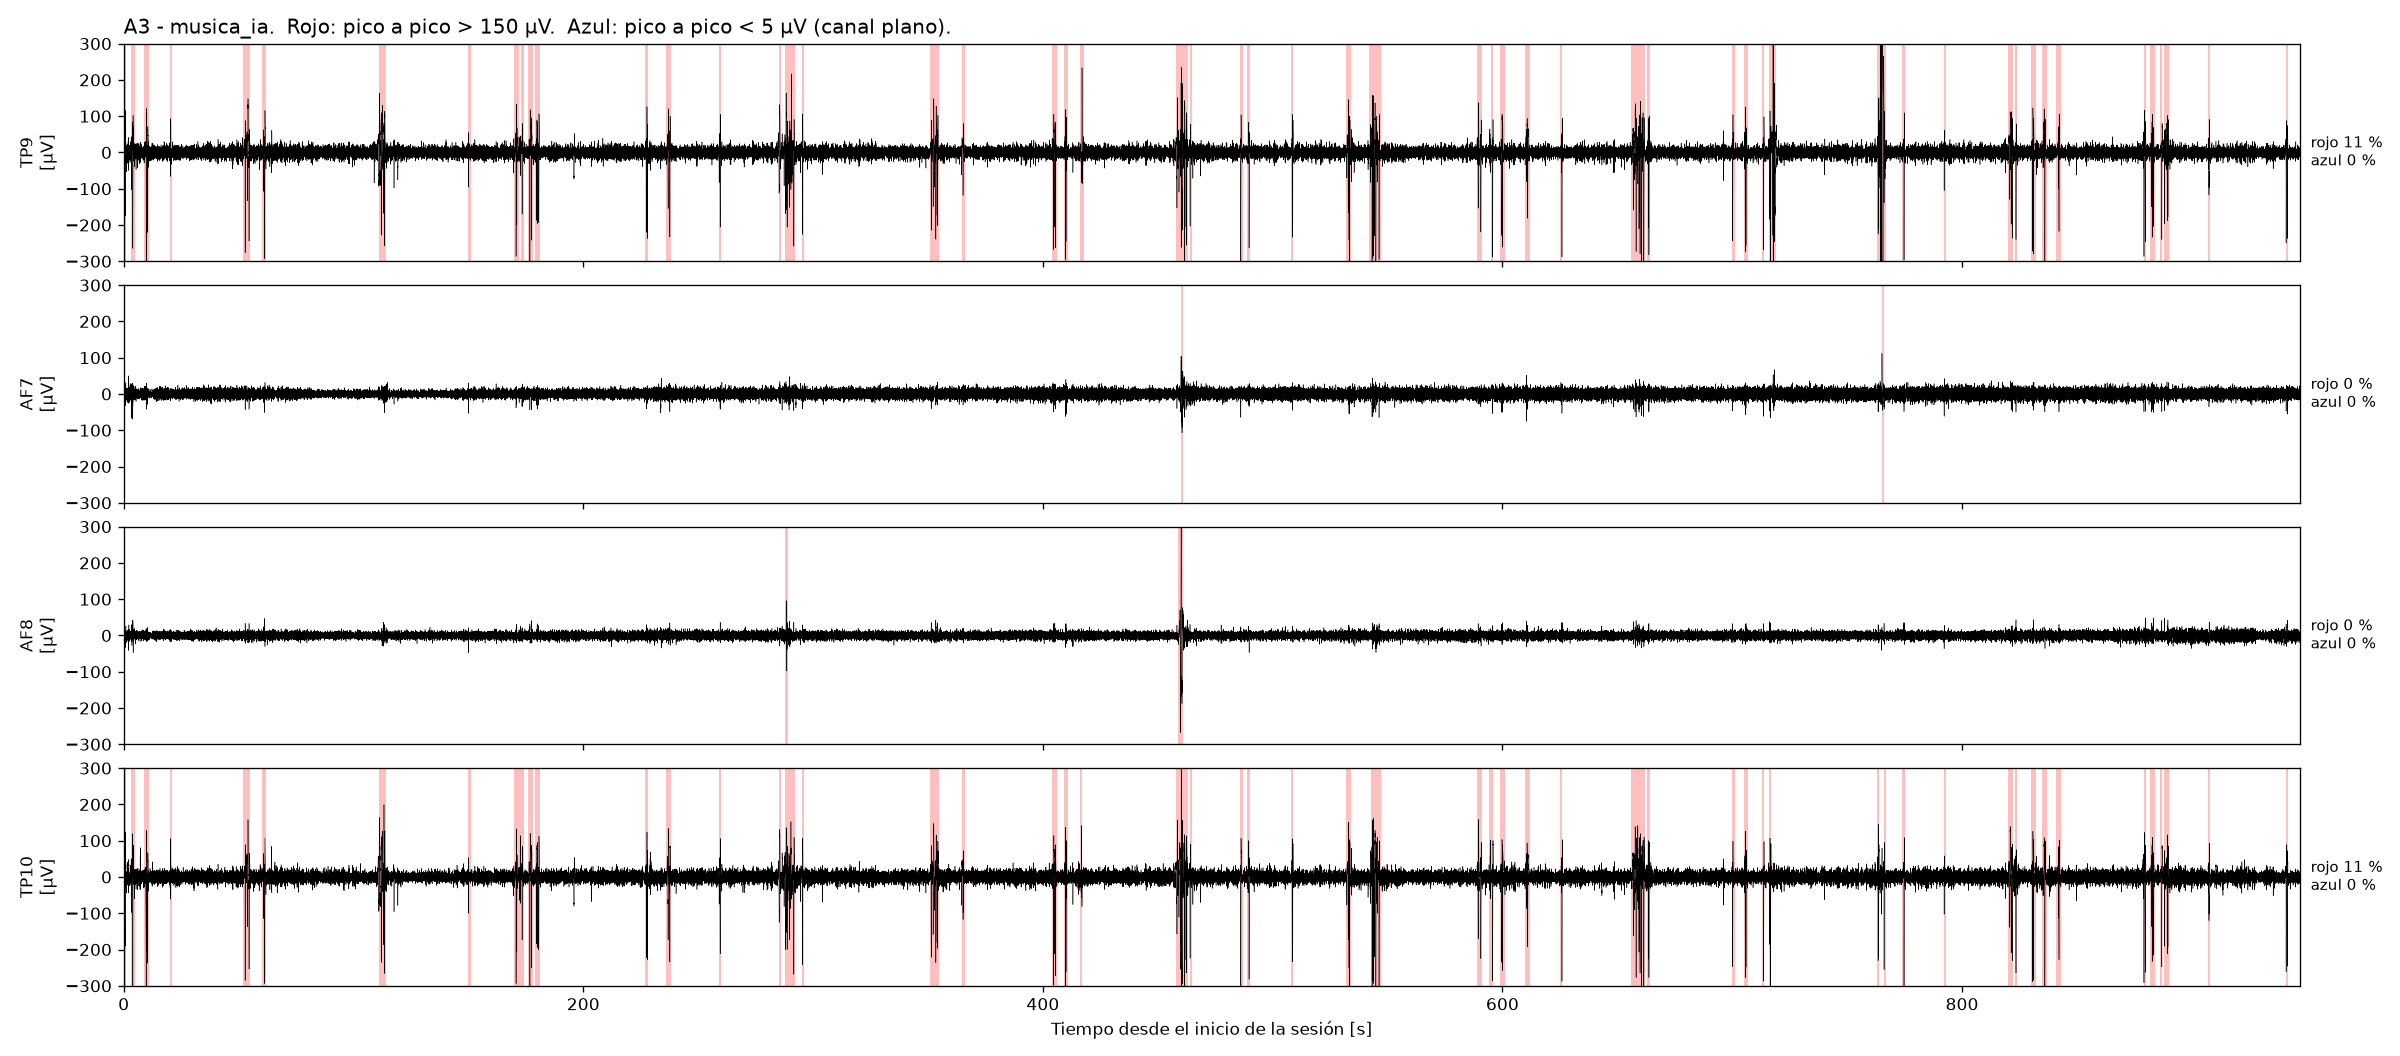 A3 - musica_ia.  Rojo: pico a pico > 150 µV.  Azul: pico a pico < 5 µV (canal plano).
300
200
100
0
−100
−200
−300
TP9
[µV]
rojo 11 %
azul 0 %
300
200
100
0
−100
−200
−300
AF7
[µV]
rojo 0 %
azul 0 %
300
200
100
0
−100
−200
−300
AF8
[µV]
rojo 0 %
azul 0 %
300
200
100
0
−100
−200
−300
TP10
[µV]
rojo 11 %
azul 0 %
0 200 400 600 800
Tiempo desde el inicio de la sesión [s]